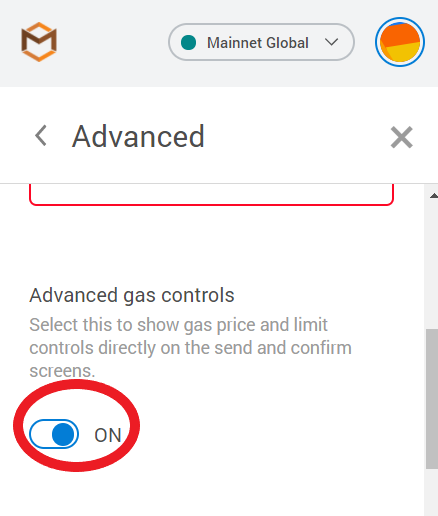 Mainnet Global
Advanced
Advanced gas controls
Select this to show gas price and limit
controls directly on the send and confirm
screens.
ON